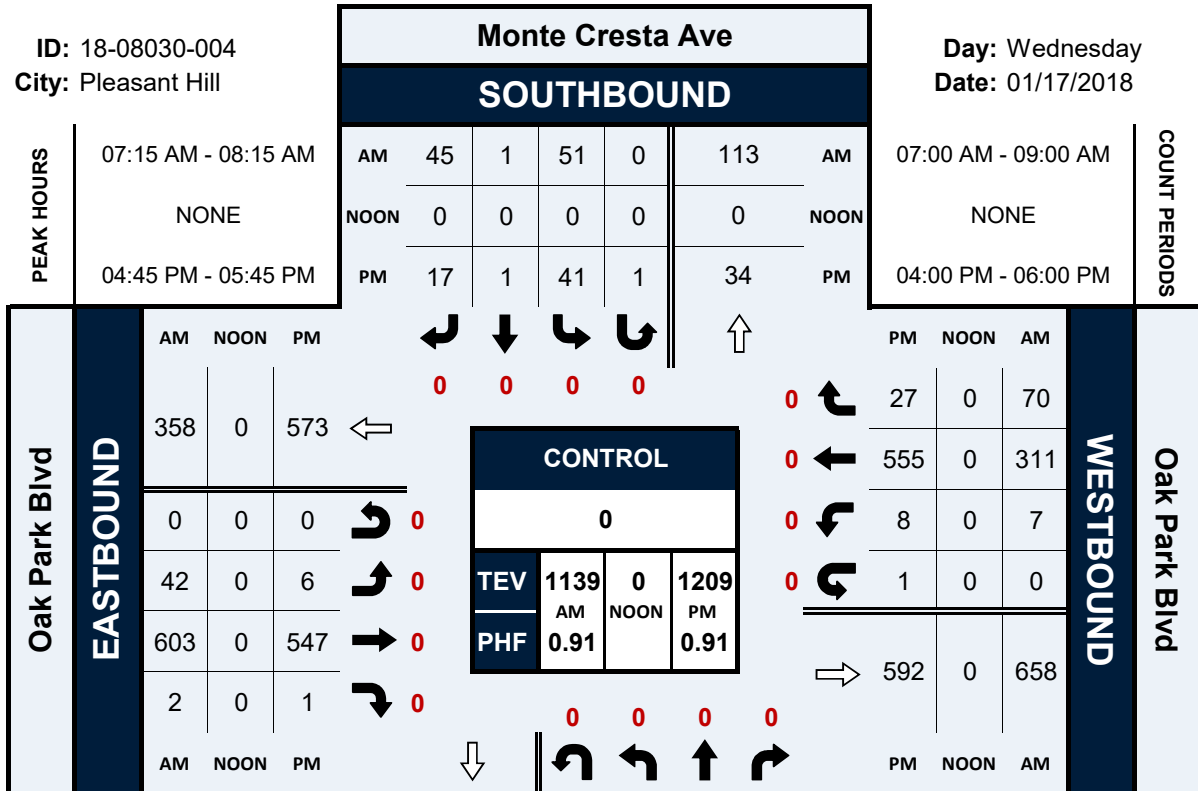 ID: 18-08030-004
City: Pleasant Hill
Monte Cresta Ave
SOUTHBOUND
Day: Wednesday
Date: 01/17/2018
PEAK HOURS
07:15 AM - 08:15 AM
NONE
04:45 PM - 05:45 PM
AM 45 1 51 0 113 AM
NOON 0 0 0 0 0 NOON
PM 17 1 41 1 34 PM
07:00 AM - 09:00 AM
NONE
04:00 PM - 06:00 PM
COUNT PERIODS
0 0 0 0
Oak Park Blvd
EASTBOUND
AM NOON PM
358 0 573
0 0 0 0
42 0 6 0
603 0 547 0
2 0 1 0
AM NOON PM
CONTROL
0
TEV 1139 0 1209
AM NOON PM
PHF 0.91 0.91
PM NOON AM
0 27 0 70
0 555 0 311
0 8 0 7
0 1 0 0
592 0 658
PM NOON AM
WESTBOUND
Oak Park Blvd
0 0 0 0